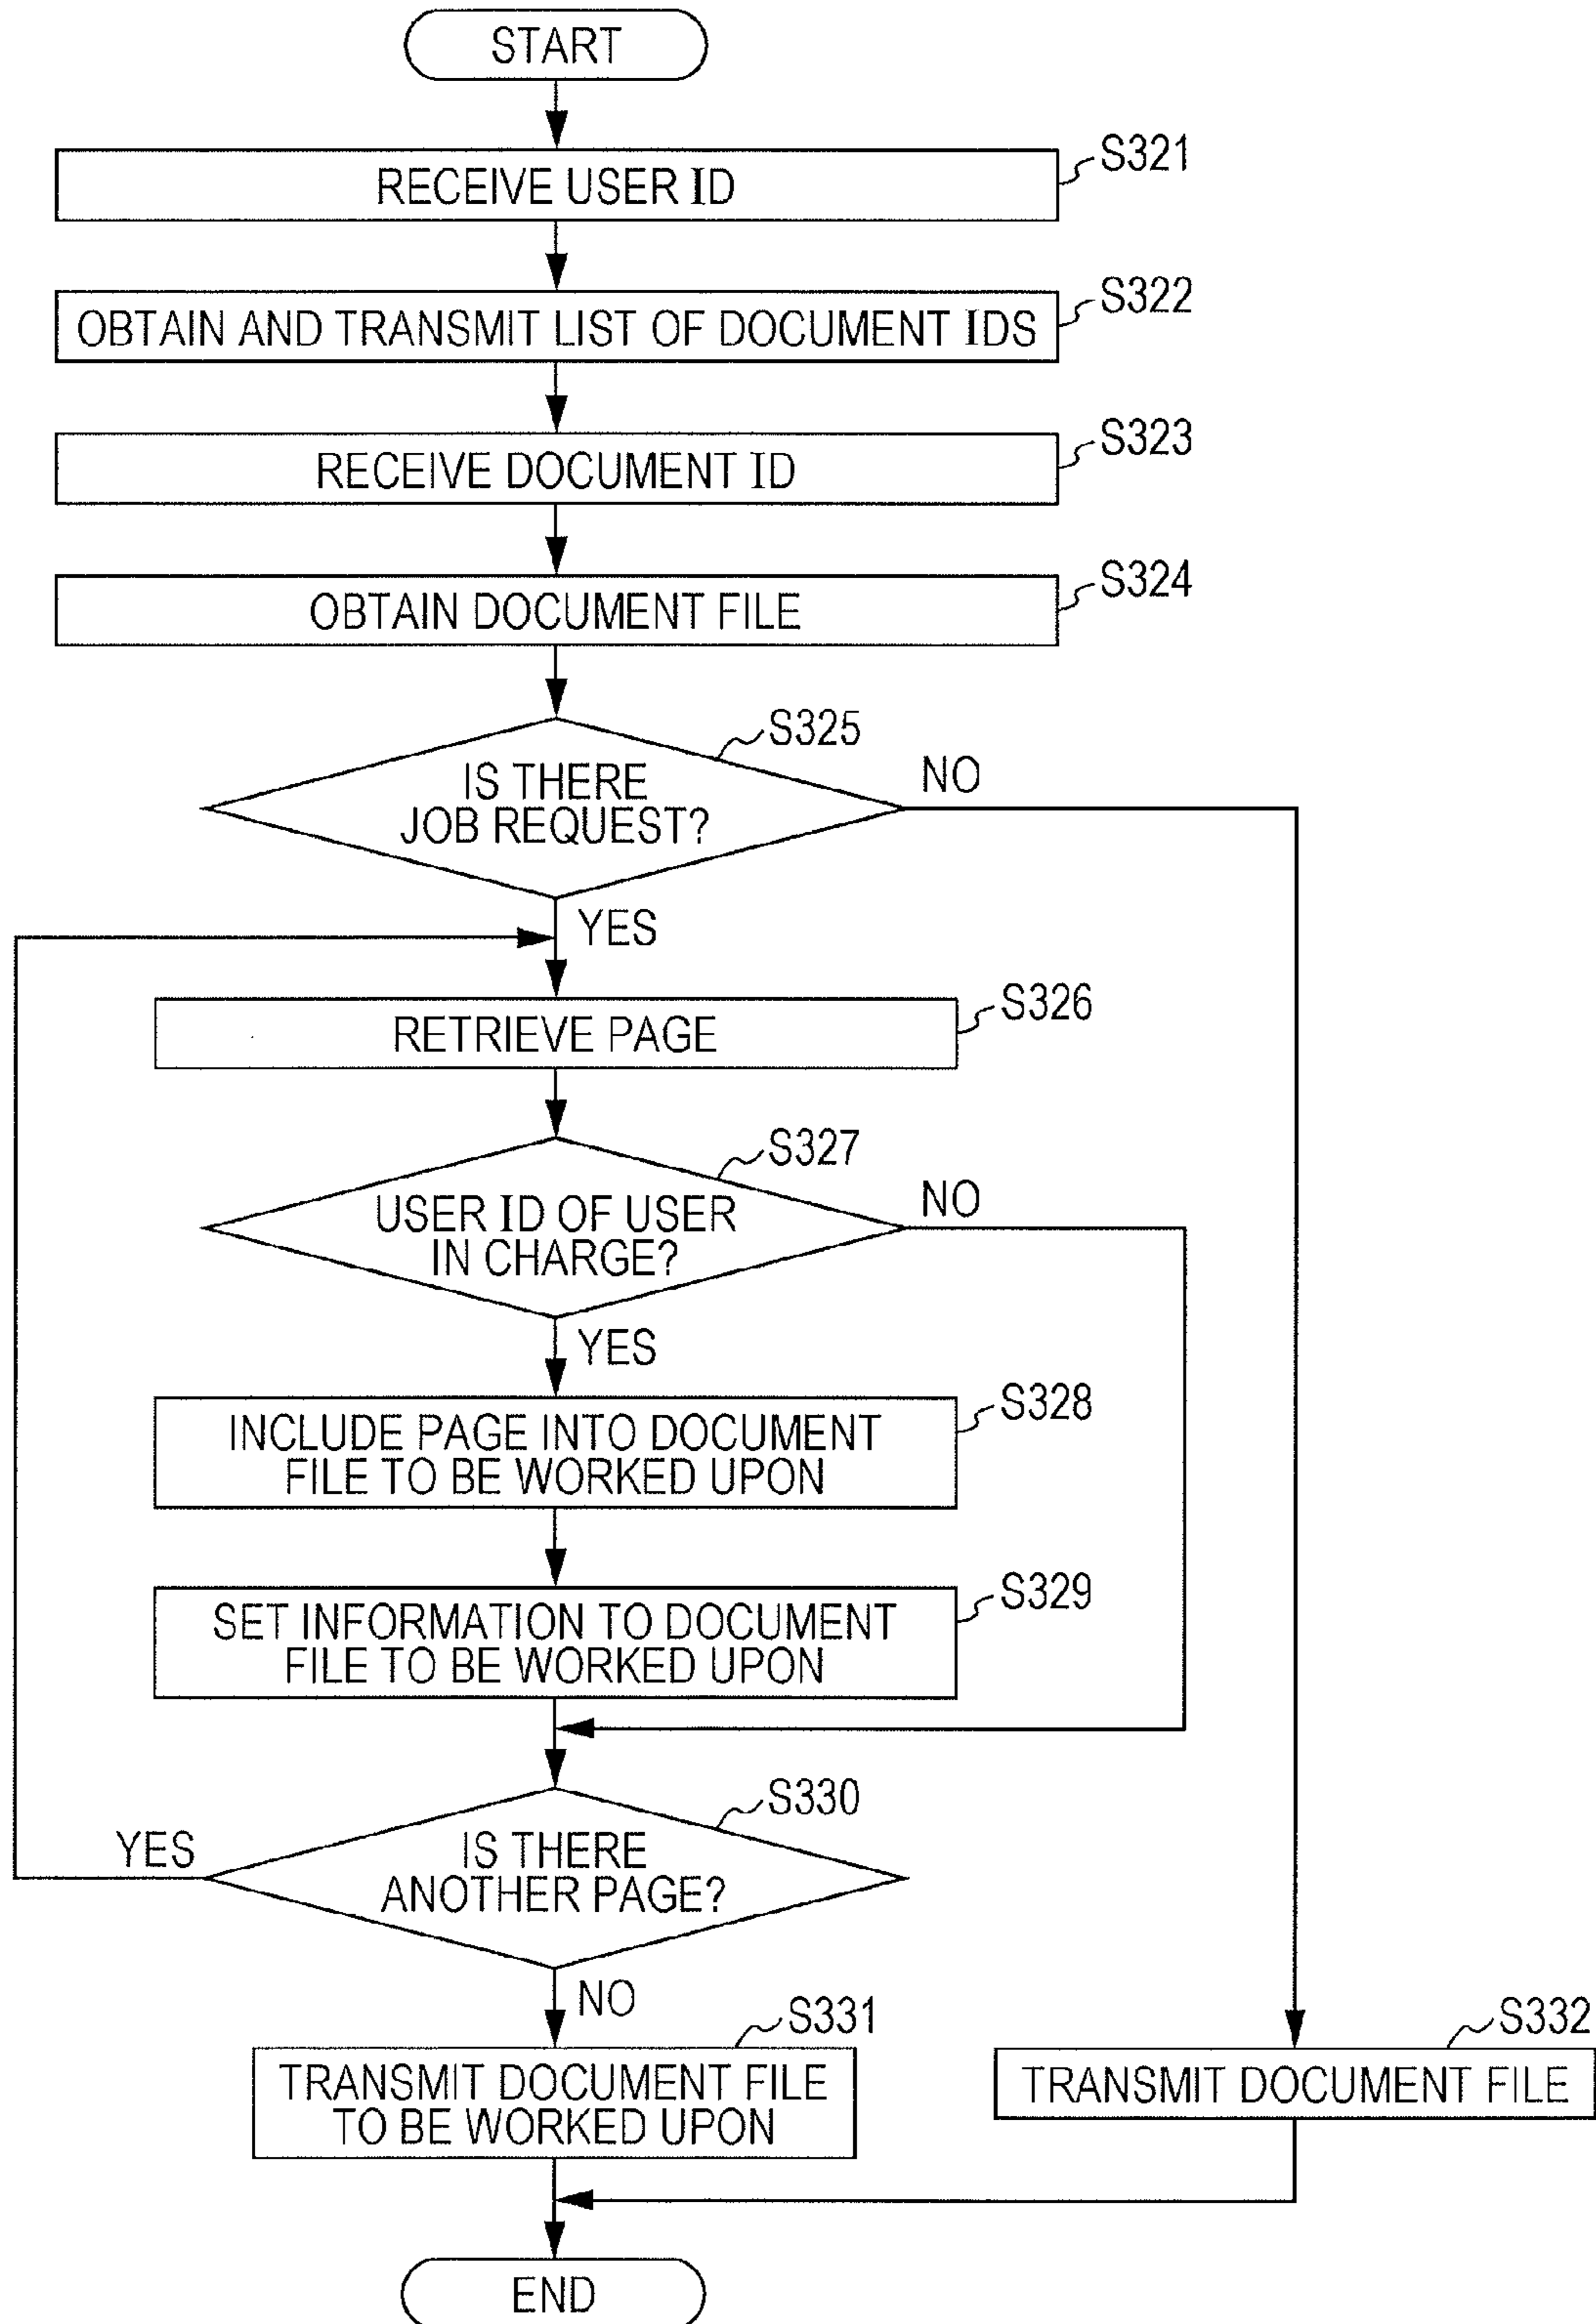 START
S321
RECEIVE USER ID
S322
OBTAIN AND TRANSMIT LIST OF DOCUMENT IDS
S323
RECEIVE DOCUMENT ID
S324
OBTAIN DOCUMENT FILE
S325
IS THERE
JOB REQUEST?
NO
YES
S326
RETRIEVE PAGE
S327
USER ID OF USER
IN CHARGE?
NO
YES
S328
INCLUDE PAGE INTO DOCUMENT
FILE TO BE WORKED UPON
S329
SET INFORMATION TO DOCUMENT
FILE TO BE WORKED UPON
S330
YES
IS THERE
ANOTHER PAGE?
NO
S331
TRANSMIT DOCUMENT FILE
TO BE WORKED UPON
S332
TRANSMIT DOCUMENT FILE
END